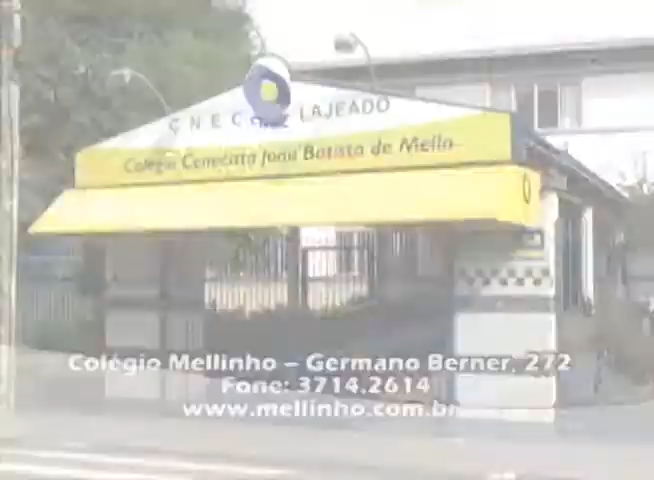 CNEC LAJEADO
Colégio Cenecista João Batista de Mello
Colégio Mellinho – Germano Berner, 272
Fone: 3714.2614
www.mellinho.com.br